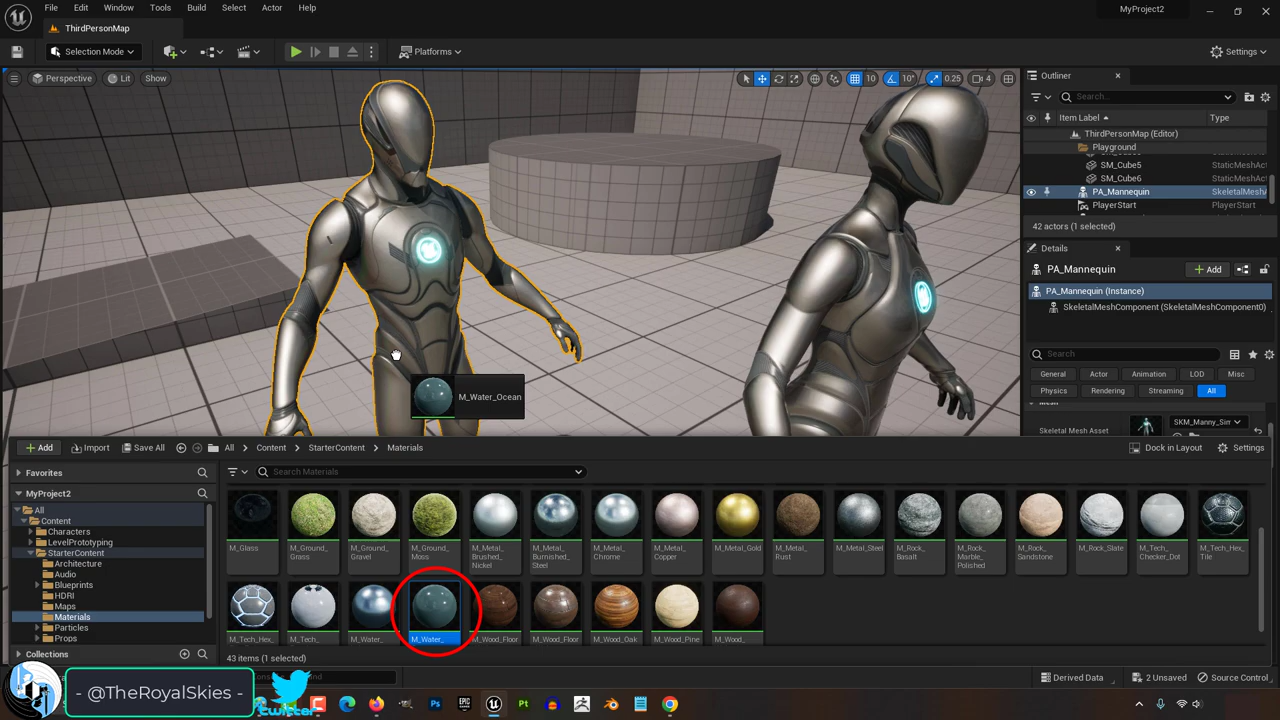 File Edit Window Tools Build Select Actor Help
MyProject2
ThirdPersonMap
Selection Mode
Platforms
Settings
Perspective Lit Show
10 10° 0.25 4
Outliner
Search...
Item Label Type
ThirdPersonMap (Editor)
Playground
SM_Cube5 StaticMeshAct
SM_Cube6 StaticMeshAct
PA_Mannequin SkeletalMeshA
PlayerStart PlayerStart
42 actors (1 selected)
Details
PA_Mannequin
Add
PA_Mannequin (Instance)
SkeletalMeshComponent (SkeletalMeshComponent0)
Search
General Actor Animation LOD Misc
Physics Rendering Streaming All
Mesh
Skeletal Mesh Asset SKM_Manny_Sim
M_Water_Ocean
Add Import Save All All Content StarterContent Materials
Dock in Layout Settings
Favorites
Search Materials
MyProject2
All
Content
Characters
LevelPrototyping
StarterContent
Architecture
Audio
Blueprints
HDRI
Maps
Materials
Particles
Props
Collections
M_Glass
M_Ground_
Grass
M_Ground_
Gravel
M_Ground_
Moss
M_Metal_
Brushed_
Nickel
M_Metal_
Burnished_
Steel
M_Metal_
Chrome
M_Metal_
Copper
M_Metal_Gold
M_Metal_
Rust
M_Metal_Steel
M_Rock_
Basalt
M_Rock_
Marble_
Polished
M_Rock_
Sandstone
M_Rock_Slate
M_Tech_
Checker_Dot
M_Tech_Hex_
Tile
M_Tech_Hex_
M_Tech_
M_Water_
M_Water_
M_Wood_Floor
M_Wood_Floor
M_Wood_Oak
M_Wood_Pine
M_Wood_
43 items (1 selected)
Derived Data 2 Unsaved Source Control
- @TheRoyalSkies -
twitter